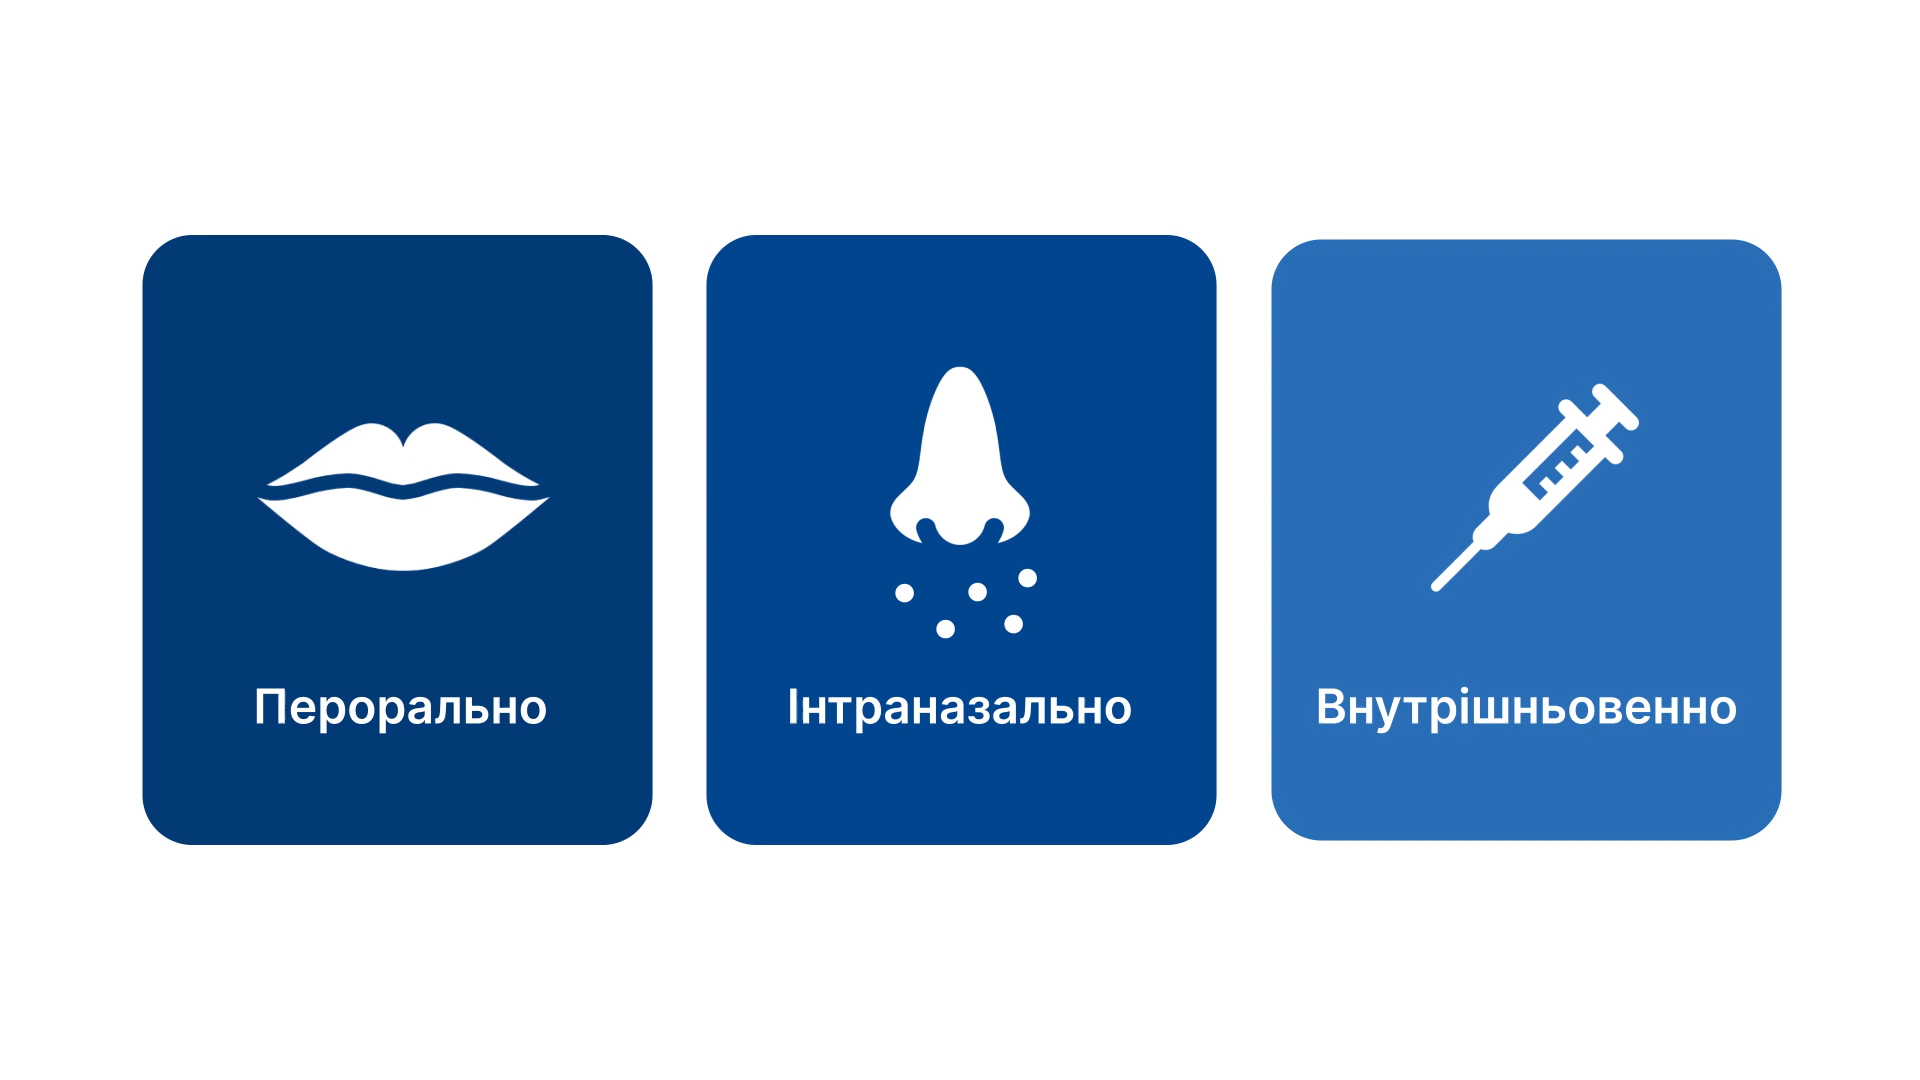 Перорально
Інтраназально
Внутрішньовенно